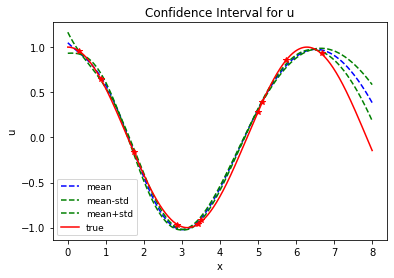 Confidence Interval for u
1.0
0.5
0.0
−0.5
−1.0
u
mean
mean-std
mean+std
true
0 1 2 3 4 5 6 7 8
x